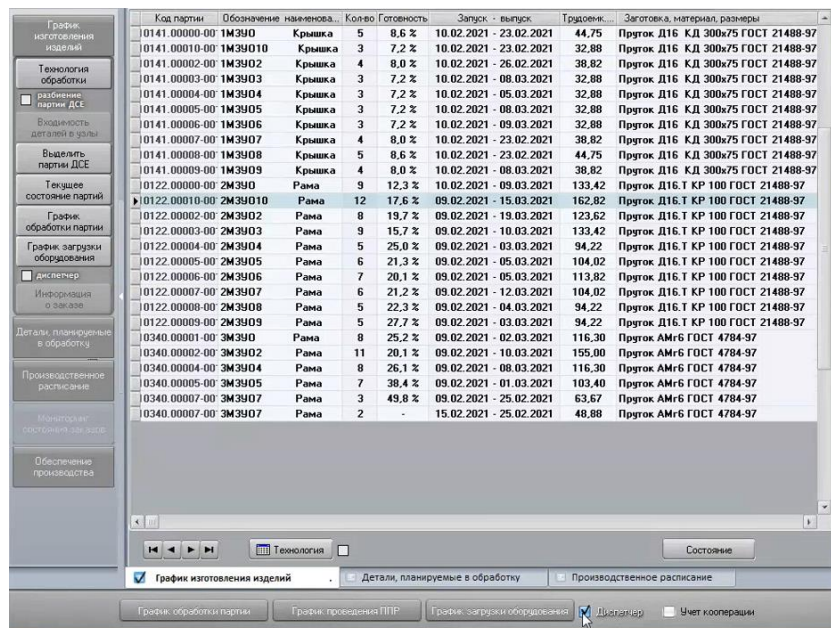 График
изготовления
изделий
Технология
обработки
разбиение
партии ДСЕ
Входимость
деталей в узлы
Выделить
партии ДСЕ
Текущее
состояние партий
График
обработки партии
График загрузки
оборудования
диспетчер
Информация
о заказе
Детали, планируемые
в обработку
Производственное
расписание
Мониторинг
состояния заказов
Обеспечение
производства
Код партии Обозначение наименова... Кол-во Готовность Запуск - выпуск Трудоемк... Заготовка, материал, размеры
0141.00000-00 1М3У0 Крышка 5 8,6 % 10.02.2021 - 23.02.2021 44,75 Пруток Д16 КД 300х75 ГОСТ 21488-97
0141.00010-00 1М3У010 Крышка 3 7,2 % 10.02.2021 - 23.02.2021 32,88 Пруток Д16 КД 300х75 ГОСТ 21488-97
0141.00002-00 1М3У02 Крышка 4 8,0 % 10.02.2021 - 26.02.2021 38,82 Пруток Д16 КД 300х75 ГОСТ 21488-97
0141.00003-00 1М3У03 Крышка 3 7,2 % 10.02.2021 - 08.03.2021 32,88 Пруток Д16 КД 300х75 ГОСТ 21488-97
0141.00004-00 1М3У04 Крышка 3 7,2 % 10.02.2021 - 05.03.2021 32,88 Пруток Д16 КД 300х75 ГОСТ 21488-97
0141.00005-00 1М3У05 Крышка 3 7,2 % 10.02.2021 - 08.03.2021 32,88 Пруток Д16 КД 300х75 ГОСТ 21488-97
0141.00006-00 1М3У06 Крышка 3 7,2 % 10.02.2021 - 23.02.2021 32,88 Пруток Д16 КД 300х75 ГОСТ 21488-97
0141.00007-00 1М3У07 Крышка 4 8,0 % 10.02.2021 - 23.02.2021 38,82 Пруток Д16 КД 300х75 ГОСТ 21488-97
0141.00008-00 1М3У08 Крышка 5 8,6 % 10.02.2021 - 23.02.2021 44,75 Пруток Д16 КД 300х75 ГОСТ 21488-97
0141.00009-00 1М3У09 Крышка 4 8,0 % 10.02.2021 - 08.03.2021 38,82 Пруток Д16 КД 300х75 ГОСТ 21488-97
0122.00000-00 2М3У0 Рама 9 12,3 % 10.02.2021 - 09.03.2021 133,42 Пруток Д16.Т КР 100 ГОСТ 21488-97
0122.00010-00 2М3У010 Рама 12 17,6 % 09.02.2021 - 15.03.2021 162,82 Пруток Д16.Т КР 100 ГОСТ 21488-97
0122.00002-00 2М3У02 Рама 8 19,7 % 09.02.2021 - 19.03.2021 123,62 Пруток Д16.Т КР 100 ГОСТ 21488-97
0122.00003-00 2М3У03 Рама 9 15,7 % 09.02.2021 - 10.03.2021 133,42 Пруток Д16.Т КР 100 ГОСТ 21488-97
0122.00004-00 2М3У04 Рама 5 25,0 % 09.02.2021 - 03.03.2021 94,22 Пруток Д16.Т КР 100 ГОСТ 21488-97
0122.00005-00 2М3У05 Рама 6 21,3 % 09.02.2021 - 05.03.2021 104,02 Пруток Д16.Т КР 100 ГОСТ 21488-97
0122.00006-00 2М3У06 Рама 7 20,1 % 09.02.2021 - 05.03.2021 113,82 Пруток Д16.Т КР 100 ГОСТ 21488-97
0122.00007-00 2М3У07 Рама 6 21,2 % 09.02.2021 - 12.03.2021 104,02 Пруток Д16.Т КР 100 ГОСТ 21488-97
0122.00008-00 2М3У08 Рама 5 22,3 % 09.02.2021 - 04.03.2021 94,22 Пруток Д16.Т КР 100 ГОСТ 21488-97
0122.00009-00 2М3У09 Рама 5 27,7 % 09.02.2021 - 03.03.2021 94,22 Пруток Д16.Т КР 100 ГОСТ 21488-97
0340.00001-00 3М3У0 Рама 8 25,2 % 09.02.2021 - 02.03.2021 116,30 Пруток АМг6 ГОСТ 4784-97
0340.00002-00 3М3У02 Рама 11 20,1 % 09.02.2021 - 10.03.2021 155,00 Пруток АМг6 ГОСТ 4784-97
0340.00004-00 3М3У04 Рама 8 26,1 % 09.02.2021 - 08.03.2021 116,30 Пруток АМг6 ГОСТ 4784-97
0340.00005-00 3М3У05 Рама 7 38,4 % 09.02.2021 - 01.03.2021 103,40 Пруток АМг6 ГОСТ 4784-97
0340.00007-00 3М3У07 Рама 3 49,8 % 09.02.2021 - 25.02.2021 63,67 Пруток АМг6 ГОСТ 4784-97
0340.00007-00 3М3У07 Рама 2 - 15.02.2021 - 25.02.2021 48,88 Пруток АМг6 ГОСТ 4784-97
Технология Состояние
График изготовления изделий . Детали, планируемые в обработку Производственное расписание
График обработки партии График проведения ППР График загрузки оборудования Диспетчер Учет кооперации